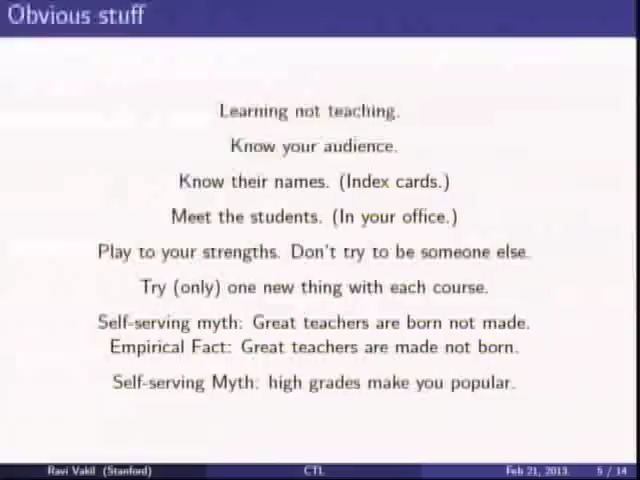 Obvious stuff
Learning not teaching.
Know your audience.
Know their names. (Index cards.)
Meet the students. (In your office.)
Play to your strengths. Don't try to be someone else.
Try (only) one new thing with each course.
Self-serving myth: Great teachers are born not made.
Empirical Fact: Great teachers are made not born.
Self-serving Myth: high grades make you popular.
Ravi Vakil (Stanford) CTL Feb 21, 2013. 5 / 14